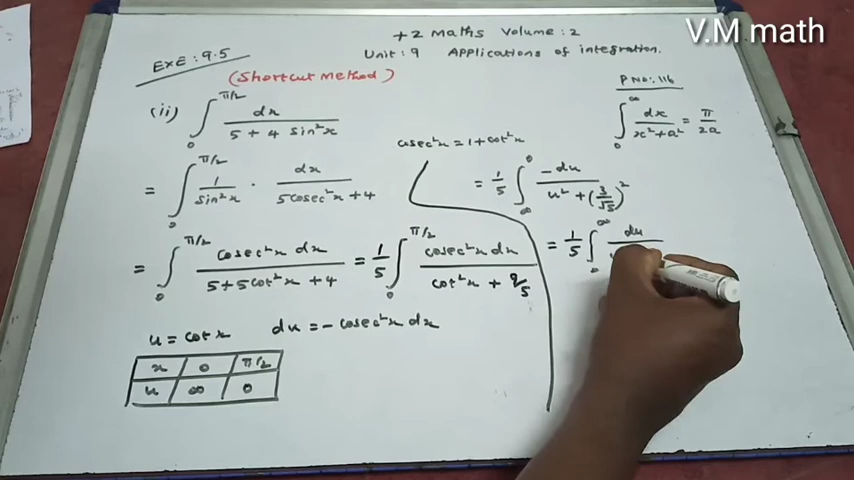 V.M math
+2 Maths Volume: 2
Unit: 9 Applications of integration.
EXE: 9.5
(Shortcut Method)
P NO:. 116
∫₀^∞ dx / (x² + a²) = π / 2a
(ii) ∫₀^(π/2) dx / (5 + 4 sin²x)
= ∫₀^(π/2) 1 / sin²x · dx / (5cosec²x + 4)
= ∫₀^(π/2) cosec²x dx / (5 + 5cot²x + 4) = 1/5 ∫₀^(π/2) cosec²x dx / (cot²x + 9/5)
u = cot x du = - cosec²x dx
x 0 π/2
u ∞ 0
cosec²x = 1 + cot²x
= 1/5 ∫_∞^0 -du / (u² + (3/√5)²)
= 1/5 ∫₀^∞ du